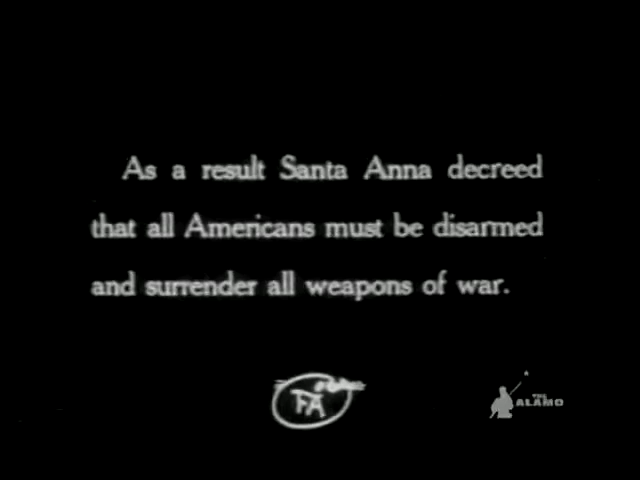 As a result Santa Anna decreed
that all Americans must be disarmed
and surrender all weapons of war.
FA
THE
ALAMO